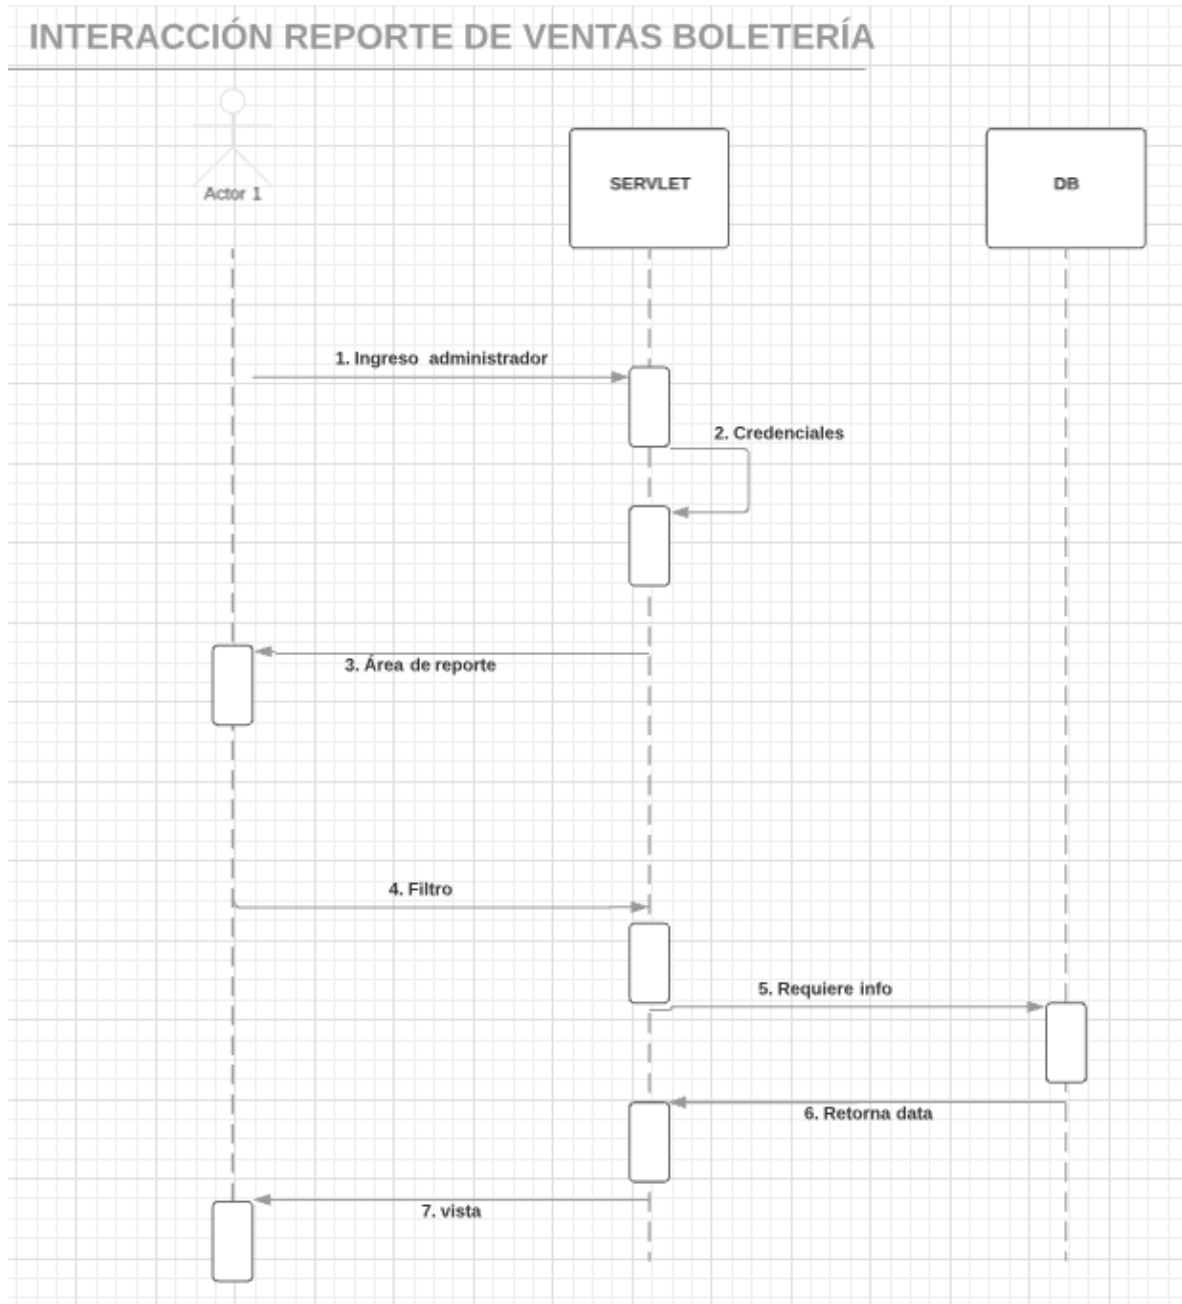 INTERACCIÓN REPORTE DE VENTAS BOLETERÍA
Actor 1
SERVLET
DB
1. Ingreso administrador
2. Credenciales
3. Área de reporte
4. Filtro
5. Requiere info
6. Retorna data
7. vista